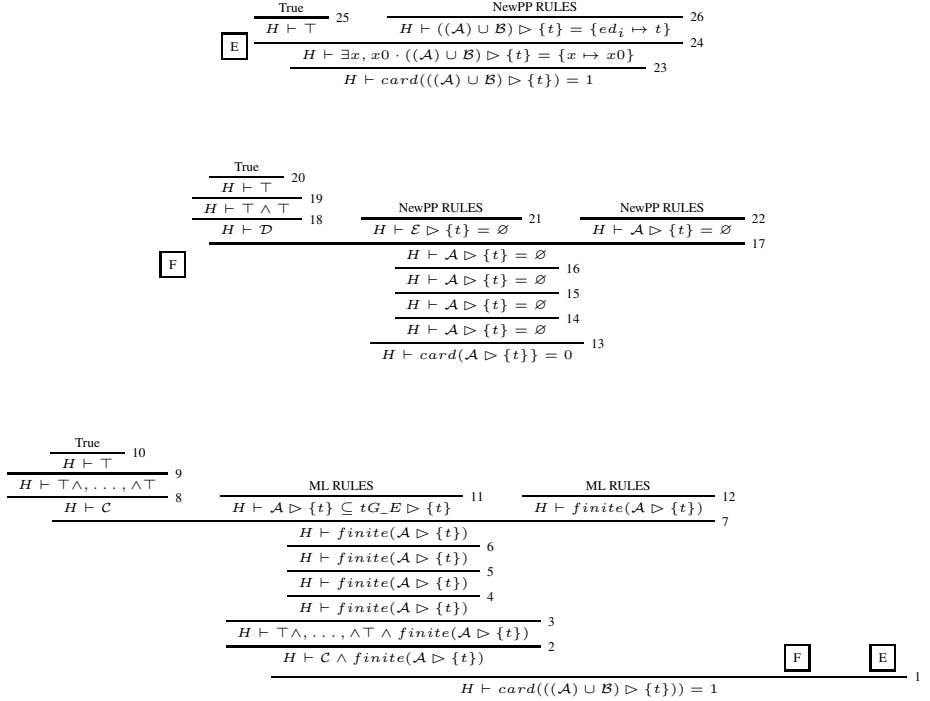 True NewPP RULES
25 26
H ⊢ ⊤ H ⊢ ((𝒜) ∪ ℬ) ▷ {t} = {ed_i ↦ t}
E 24
H ⊢ ∃x, x0 · ((𝒜) ∪ ℬ) ▷ {t} = {x ↦ x0}
23
H ⊢ card(((𝒜) ∪ ℬ) ▷ {t}) = 1
True
20
H ⊢ ⊤
19
H ⊢ ⊤ ∧ ⊤ NewPP RULES NewPP RULES
18 21 22
H ⊢ 𝒟 H ⊢ ℰ ▷ {t} = ∅ H ⊢ 𝒜 ▷ {t} = ∅
17
F H ⊢ 𝒜 ▷ {t} = ∅
16
H ⊢ 𝒜 ▷ {t} = ∅
15
H ⊢ 𝒜 ▷ {t} = ∅
14
H ⊢ 𝒜 ▷ {t} = ∅
13
H ⊢ card(𝒜 ▷ {t}} = 0
True
10
H ⊢ ⊤
9
H ⊢ ⊤∧, . . . , ∧⊤ ML RULES ML RULES
8 11 12
H ⊢ 𝒞 H ⊢ 𝒜 ▷ {t} ⊆ tG_E ▷ {t} H ⊢ finite(𝒜 ▷ {t})
7
H ⊢ finite(𝒜 ▷ {t})
6
H ⊢ finite(𝒜 ▷ {t})
5
H ⊢ finite(𝒜 ▷ {t})
4
H ⊢ finite(𝒜 ▷ {t})
3
H ⊢ ⊤∧, . . . , ∧⊤ ∧ finite(𝒜 ▷ {t})
2
H ⊢ 𝒞 ∧ finite(𝒜 ▷ {t}) F E
1
H ⊢ card(((𝒜) ∪ ℬ) ▷ {t})) = 1